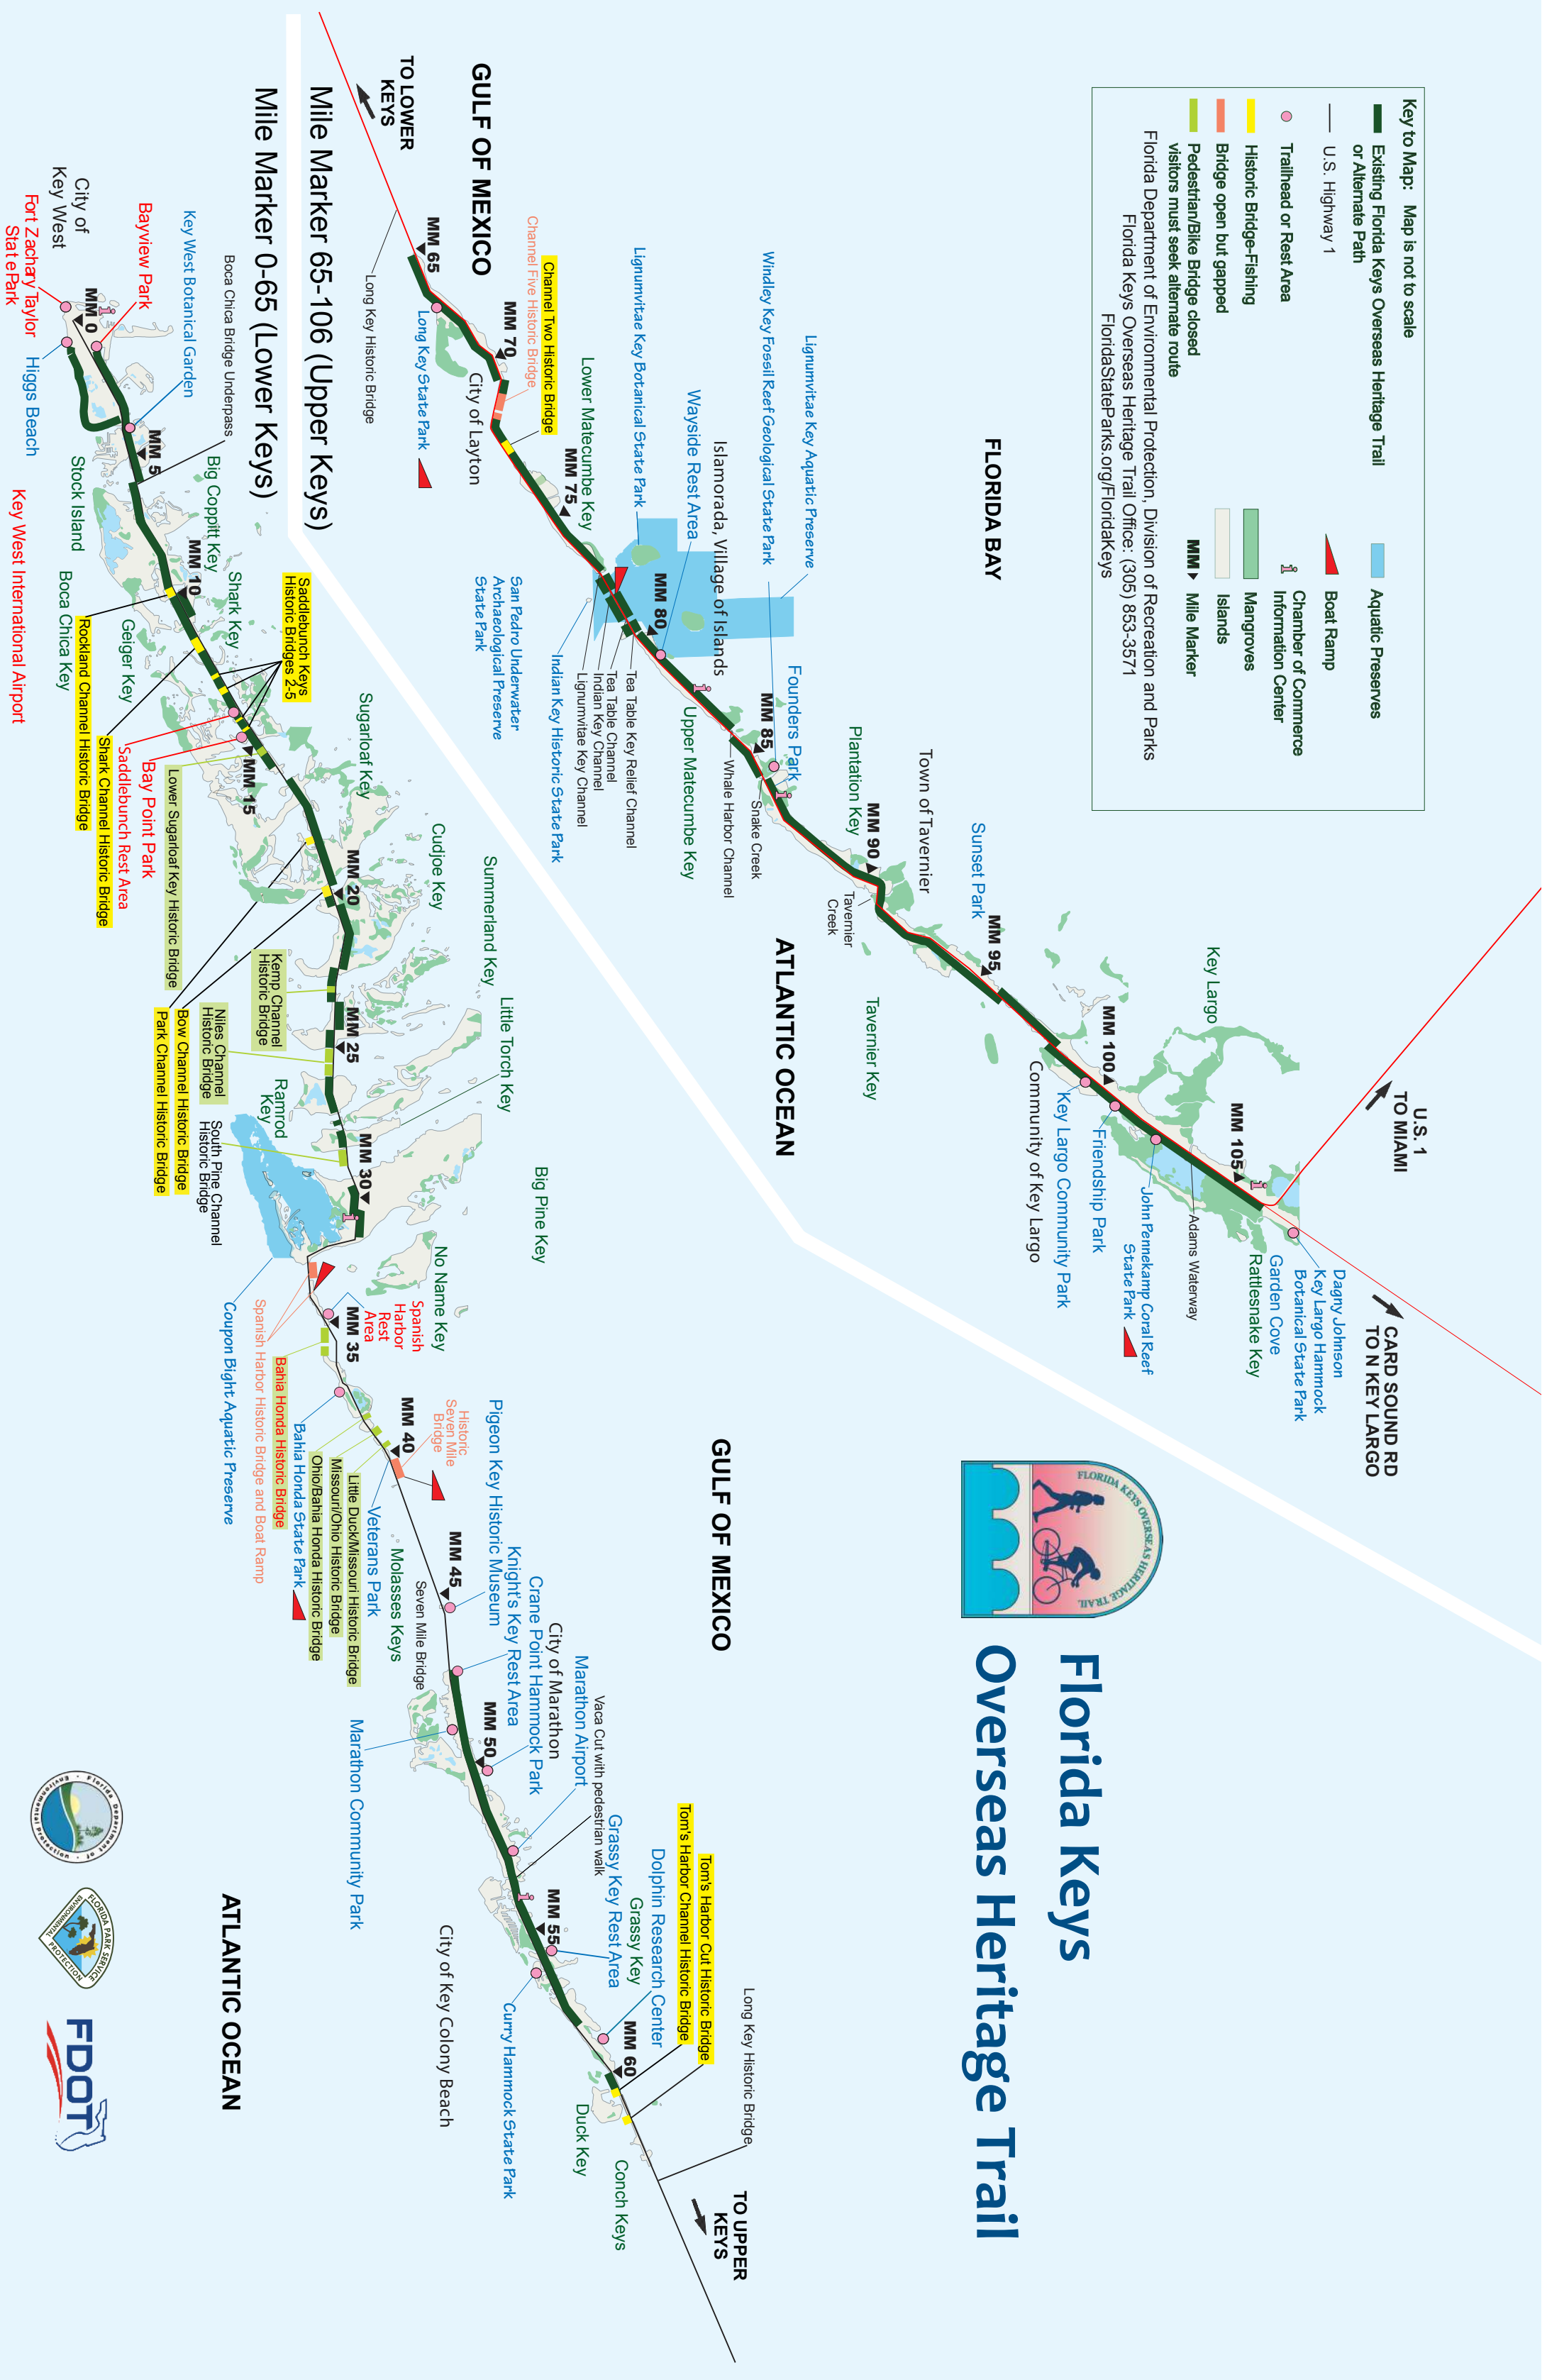 Key to Map: Map is not to scale
Existing Florida Keys Overseas Heritage Trail
or Alternate Path
U.S. Highway 1
Trailhead or Rest Area
Historic Bridge-Fishing
Bridge open but gapped
Pedestrian/Bike Bridge closed
visitors must seek alternate route
Aquatic Preserves
Boat Ramp
Chamber of Commerce
Information Center
Mangroves
Islands
MM Mile Marker
Florida Department of Environmental Protection, Division of Recreation and Parks
Florida Keys Overseas Heritage Trail Office: (305) 853-3571
FloridaStateParks.org/FloridaKeys
FLORIDA KEYS OVERSEAS HERITAGE TRAIL
Florida Keys
Overseas Heritage Trail
U.S. 1
TO MIAMI
CARD SOUND RD
TO N KEY LARGO
Dagny Johnson
Key Largo Hammock
Botanical State Park
Garden Cove
Rattlesnake Key
MM 105
Key Largo
Adams Waterway
John Pennekamp Coral Reef
State Park
MM 100
Friendship Park
Key Largo Community Park
Community of Key Largo
FLORIDA BAY
MM 95
Sunset Park
Town of Tavernier
MM 90
Plantation Key
Tavernier Key
Tavernier
Creek
Lignumvitae Key Aquatic Preserve
Founders Park
Windley Key Fossil Reef Geological State Park
MM 85
Snake Creek
Whale Harbor Channel
ATLANTIC OCEAN
Islamorada, Village of Islands
Wayside Rest Area
Upper Matecumbe Key
MM 80
Lignumvitae Key Botanical State Park
Tea Table Key Relief Channel
Tea Table Channel
Indian Key Channel
Lignumvitae Key Channel
Lower Matecumbe Key
Indian Key Historic State Park
MM 75
San Pedro Underwater
Archaeological Preserve
State Park
Channel Two Historic Bridge
Channel Five Historic Bridge
MM 70
GULF OF MEXICO
City of Layton
MM 65
Long Key State Park
TO LOWER
KEYS
Long Key Historic Bridge
Mile Marker 65-106 (Upper Keys)
Mile Marker 0-65 (Lower Keys)
GULF OF MEXICO
TO UPPER
KEYS
Long Key Historic Bridge
Tom's Harbor Cut Historic Bridge
Tom's Harbor Channel Historic Bridge
Dolphin Research Center
Grassy Key
MM 60
Conch Keys
Grassy Key Rest Area
Vaca Cut with pedestrian walk
Duck Key
Marathon Airport
City of Marathon
MM 55
Crane Point Hammock Park
Knight's Key Rest Area
Pigeon Key Historic Museum
Curry Hammock State Park
MM 50
City of Key Colony Beach
MM 45
Marathon Community Park
Historic
Seven Mile
Bridge
Seven Mile Bridge
MM 40
Molasses Keys
Veterans Park
Little Duck/Missouri Historic Bridge
Missouri/Ohio Historic Bridge
Ohio/Bahia Honda Historic Bridge
Bahia Honda State Park
Bahia Honda Historic Bridge
Spanish Harbor Historic Bridge and Boat Ramp
Coupon Bight Aquatic Preserve
Spanish
Harbor
Rest
Area
MM 35
No Name Key
Big Pine Key
Little Torch Key
Summerland Key
MM 30
Ramrod
Key
South Pine Channel
Historic Bridge
Niles Channel
Historic Bridge
Kemp Channel
Historic Bridge
MM 25
Bow Channel Historic Bridge
Park Channel Historic Bridge
Cudjoe Key
MM 20
Sugarloaf Key
Lower Sugarloaf Key Historic Bridge
MM 15
Bay Point Park
Saddlebunch Rest Area
Shark Channel Historic Bridge
Rockland Channel Historic Bridge
Saddlebunch Keys
Historic Bridges 2-5
Shark Key
MM 10
Big Coppitt Key
Geiger Key
Boca Chica Key
Boca Chica Bridge Underpass
MM 5
Stock Island
Key West International Airport
Key West Botanical Garden
Bayview Park
MM 0
City of
Key West
Higgs Beach
Fort Zachary Taylor
State Park
ATLANTIC OCEAN
Florida Department of Environmental Protection
FLORIDA PARK SERVICE
ENVIRONMENTAL PROTECTION
FDOT